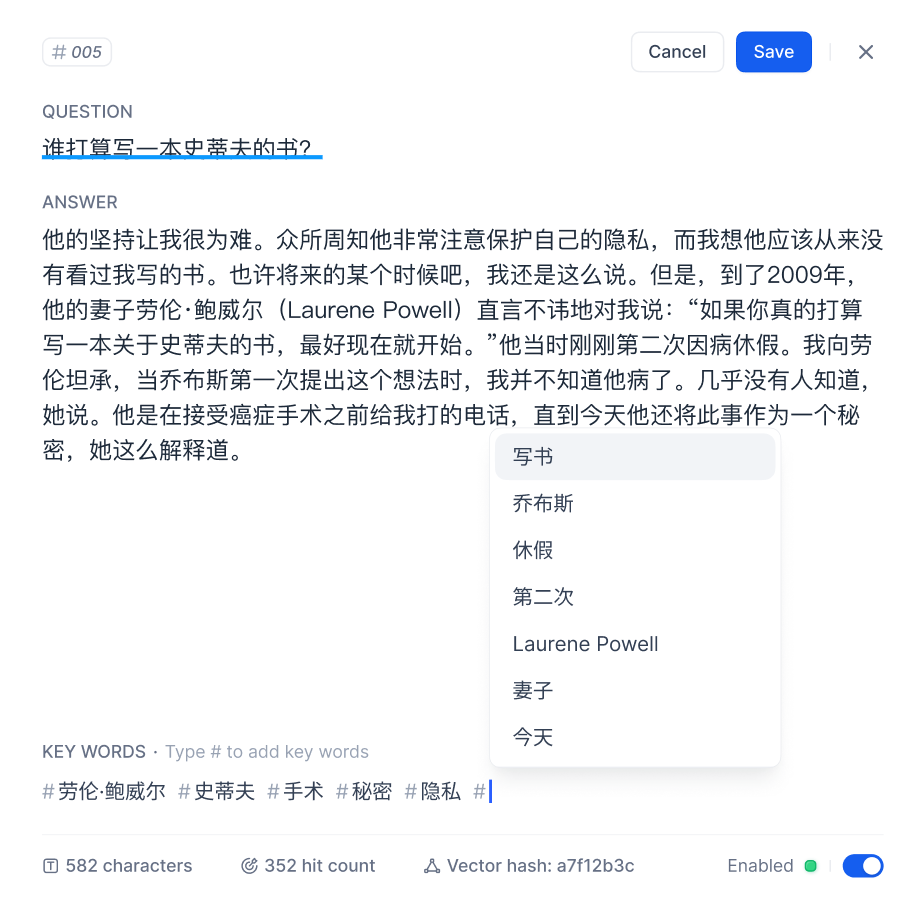 # 005
Cancel
Save
QUESTION
谁打算写一本史蒂夫的书？
ANSWER
他的坚持让我很为难。众所周知他非常注意保护自己的隐私，而我想他应该从来没
有看过我写的书。也许将来的某个时候吧，我还是这么说。但是，到了2009年，
他的妻子劳伦·鲍威尔（Laurene Powell）直言不讳地对我说：“如果你真的打算
写一本关于史蒂夫的书，最好现在就开始。”他当时刚刚第二次因病休假。我向劳
伦坦承，当乔布斯第一次提出这个想法时，我并不知道他病了。几乎没有人知道，
她说。他是在接受癌症手术之前给我打的电话，直到今天他还将此事作为一个秘
密，她这么解释道。
写书
乔布斯
休假
第二次
Laurene Powell
妻子
今天
KEY WORDS · Type # to add key words
#劳伦·鲍威尔 #史蒂夫 #手术 #秘密 #隐私 #
582 characters
352 hit count
Vector hash: a7f12b3c
Enabled